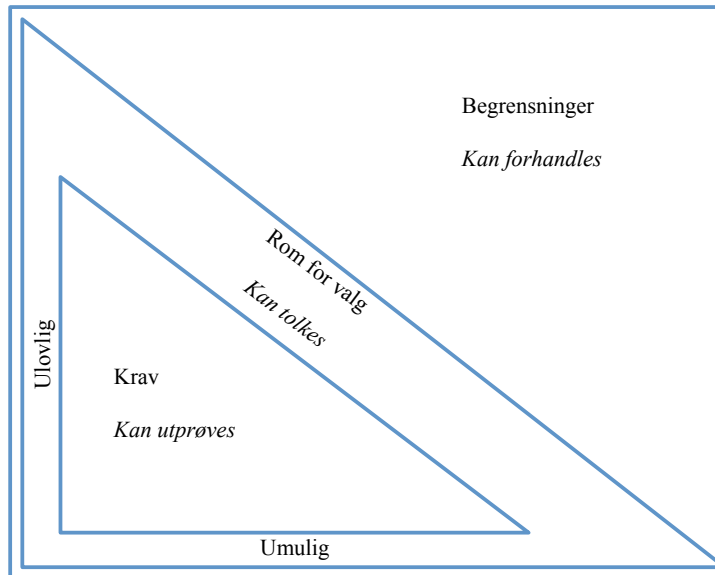 Begrensninger
Kan forhandles
Rom for valg
Kan tolkes
Ulovlig
Krav
Kan utprøves
Umulig